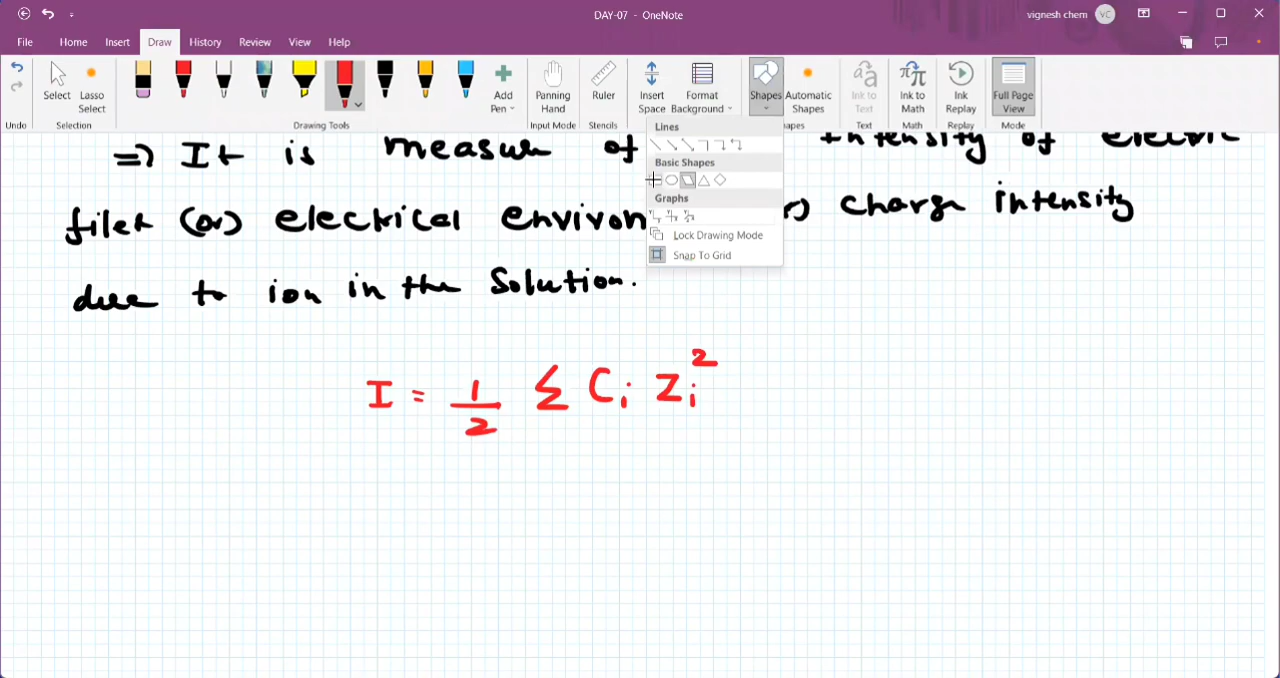 DAY-07 - OneNote
vignesh chem VC
File Home Insert Draw History Review View Help
Select Lasso Select Add Pen Panning Hand Ruler Insert Space Format Background Shapes Automatic Shapes Ink to Text Ink to Math Ink Replay Full Page View
Undo Selection Drawing Tools Input Mode Stencils hapes Text Math Replay Mode
Lines
Basic Shapes
Graphs
Lock Drawing Mode
Snap To Grid
=> It is measure of intensity of electric
filet (or) electrical environ charge intensity
due to ion in the Solution.
I = 1/2 Σ Ci Zi²